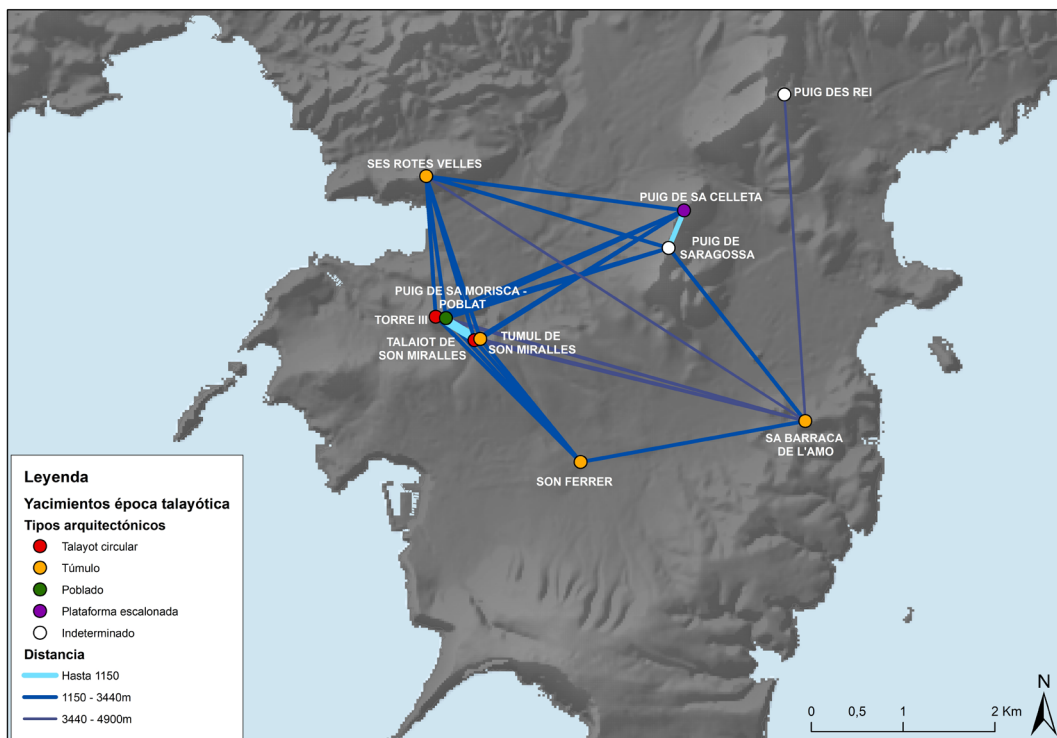 PUIG DES REI
SES ROTES VELLES
PUIG DE SA CELLETA
PUIG DE
SARAGOSSA
PUIG DE SA MORISCA -
POBLAT
TORRE III
TALAIOT DE
SON MIRALLES
TUMUL DE
SON MIRALLES
SA BARRACA
DE L'AMO
SON FERRER
Leyenda
Yacimientos época talayótica
Tipos arquitectónicos
Talayot circular
Túmulo
Poblado
Plataforma escalonada
Indeterminado
Distancia
Hasta 1150
1150 - 3440m
3440 - 4900m
N
0 0,5 1 2 Km